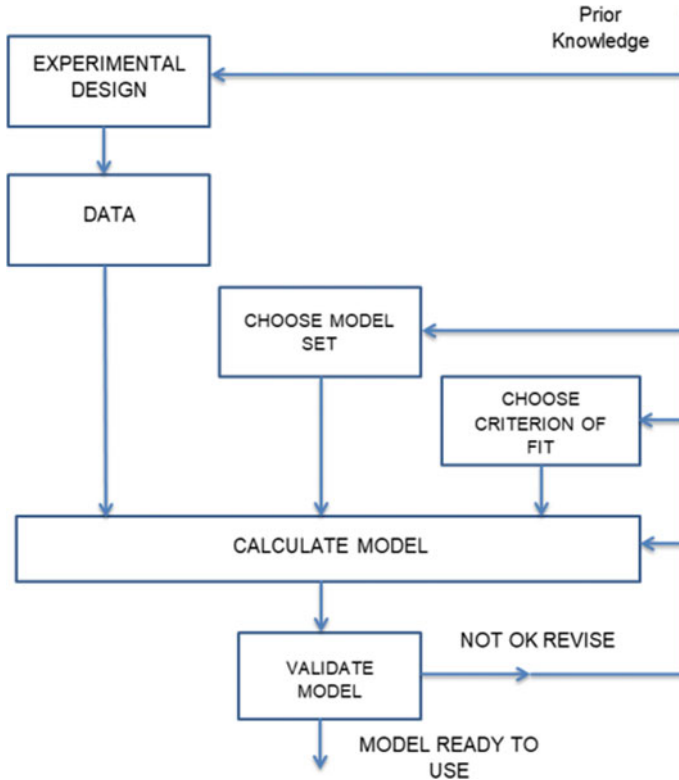 Prior
Knowledge
EXPERIMENTAL
DESIGN
DATA
CHOOSE MODEL
SET
CHOOSE
CRITERION OF
FIT
CALCULATE MODEL
NOT OK REVISE
VALIDATE
MODEL
MODEL READY TO
USE